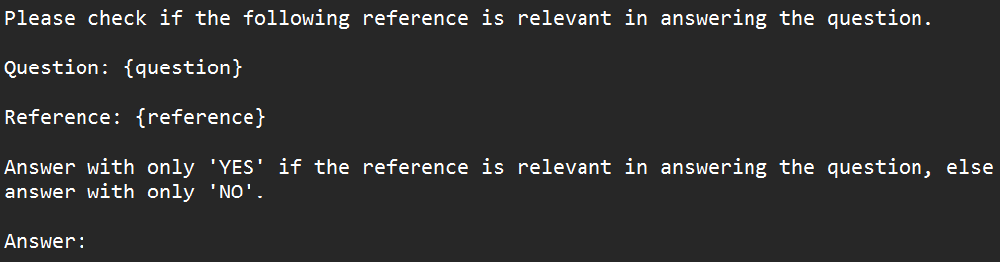 Please check if the following reference is relevant in answering the question.
Question: {question}
Reference: {reference}
Answer with only 'YES' if the reference is relevant in answering the question, else
answer with only 'NO'.
Answer: